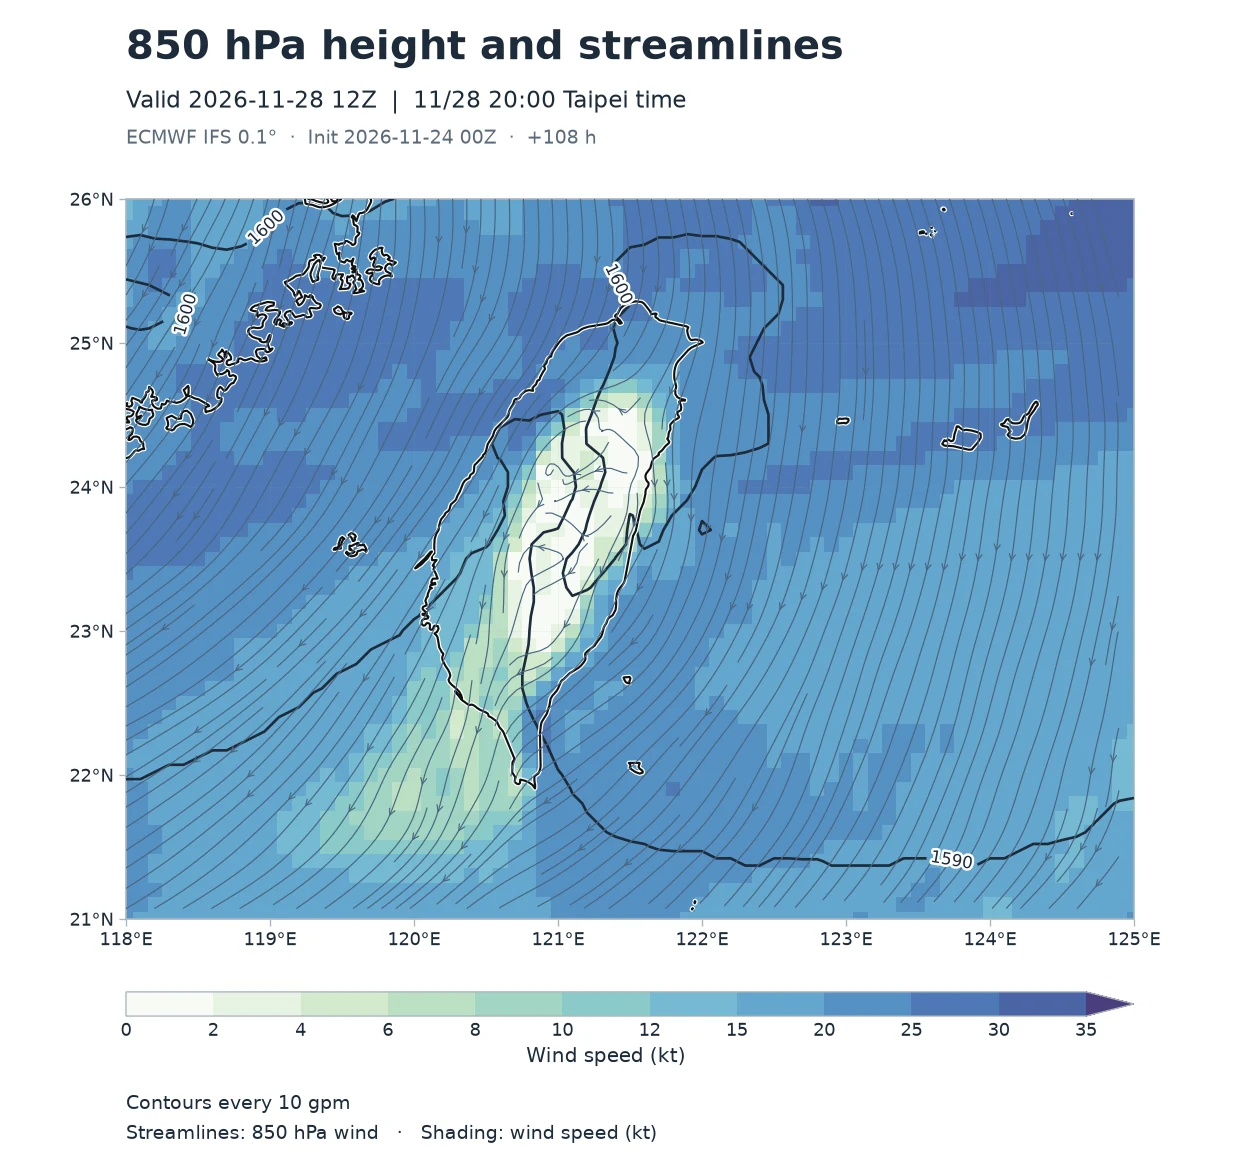 850 hPa height and streamlines
Valid 2026-11-28 12Z | 11/28 20:00 Taipei time
ECMWF IFS 0.1° · Init 2026-11-24 00Z · +108 h
26°N
1600
1600
1600
25°N
24°N
23°N
22°N
1590
21°N
118°E 119°E 120°E 121°E 122°E 123°E 124°E 125°E
0 2 4 6 8 10 12 15 20 25 30 35
Wind speed (kt)
Contours every 10 gpm
Streamlines: 850 hPa wind · Shading: wind speed (kt)